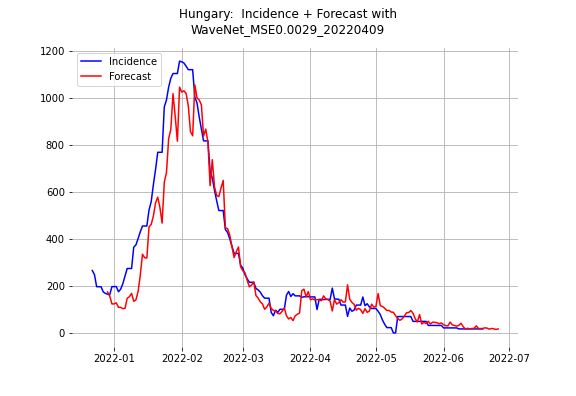 Hungary:  Incidence + Forecast with
WaveNet_MSE0.0029_20220409
Incidence
Forecast
1200
1000
800
600
400
200
0
2022-01 2022-02 2022-03 2022-04 2022-05 2022-06 2022-07